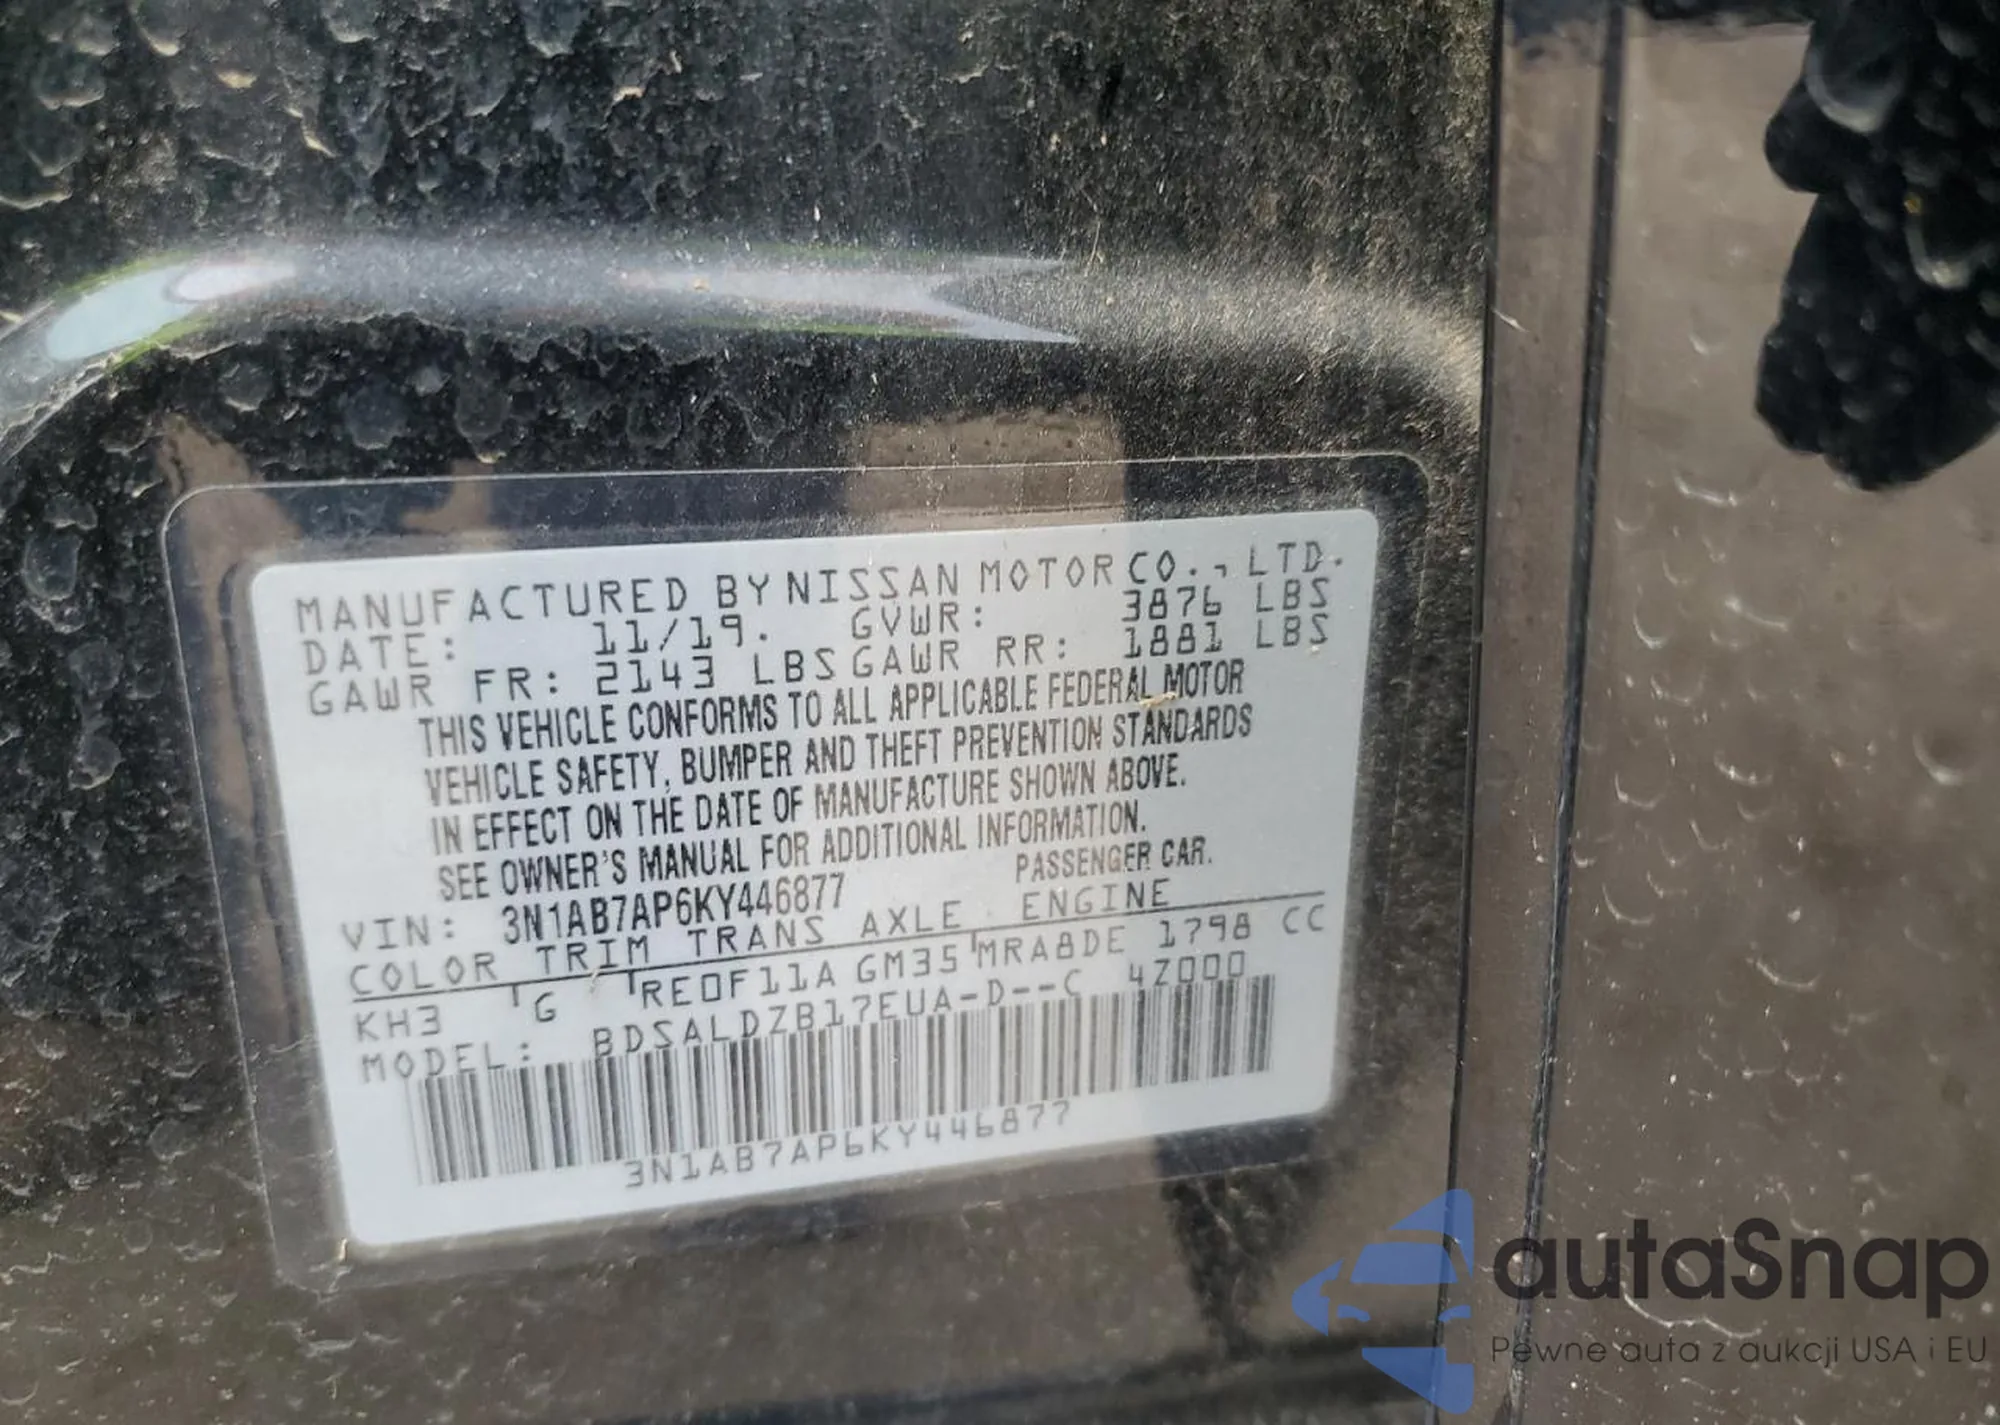 MANUFACTURED BY NISSAN MOTOR CO., LTD.
DATE: 11/19. GVWR: 3876 LBS
GAWR FR: 2143 LBS GAWR RR: 1881 LBS
THIS VEHICLE CONFORMS TO ALL APPLICABLE FEDERAL MOTOR
VEHICLE SAFETY, BUMPER AND THEFT PREVENTION STANDARDS
IN EFFECT ON THE DATE OF MANUFACTURE SHOWN ABOVE.
SEE OWNER'S MANUAL FOR ADDITIONAL INFORMATION.
VIN: 3N1AB7AP6KY446877 PASSENGER CAR.
COLOR TRIM TRANS AXLE ENGINE
KH3 G RE0F11A GM35 MRA8DE 1798 CC
MODEL: BDSALDZB17EUA-D--C 4Z000
3N1AB7AP6KY446877
autaSnap
Pewne auta z aukcji USA i EU